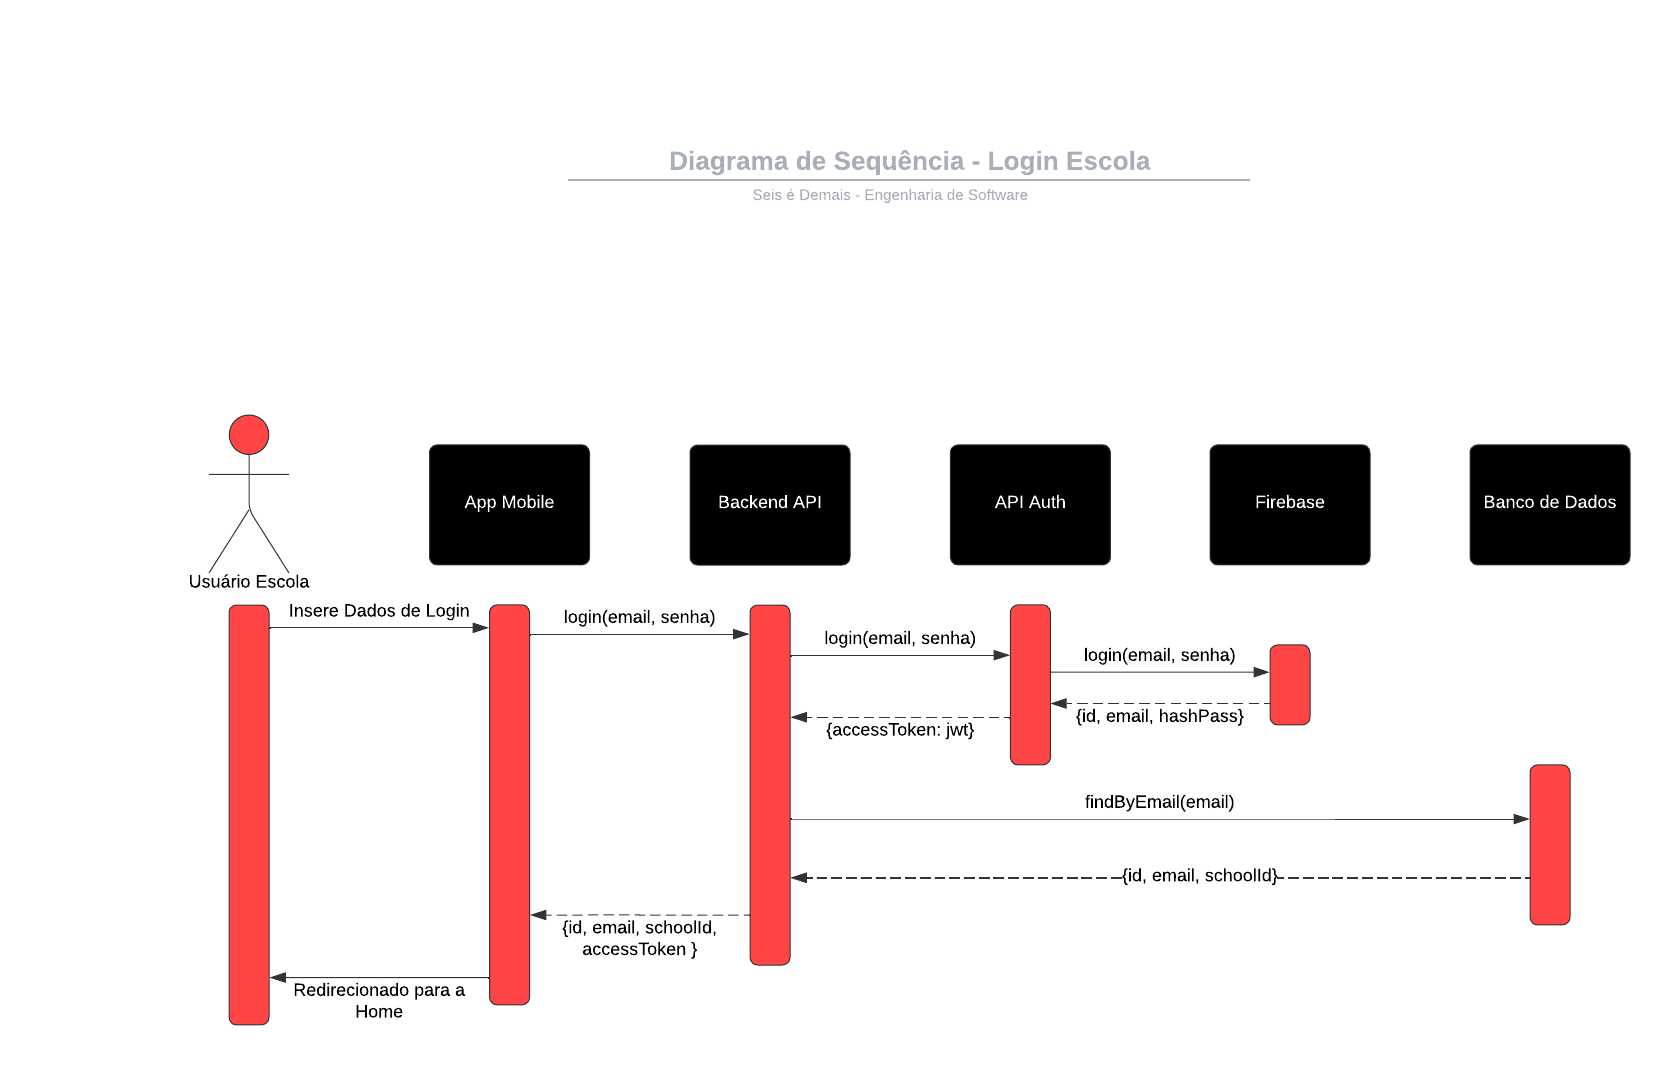 Diagrama de Sequência - Login Escola
Seis é Demais - Engenharia de Software
App Mobile
Backend API
API Auth
Firebase
Banco de Dados
Usuário Escola
Insere Dados de Login
login(email, senha)
login(email, senha)
login(email, senha)
{id, email, hashPass}
{accessToken: jwt}
findByEmail(email)
{id, email, schoolId}
{id, email, schoolId,
accessToken }
Redirecionado para a
Home